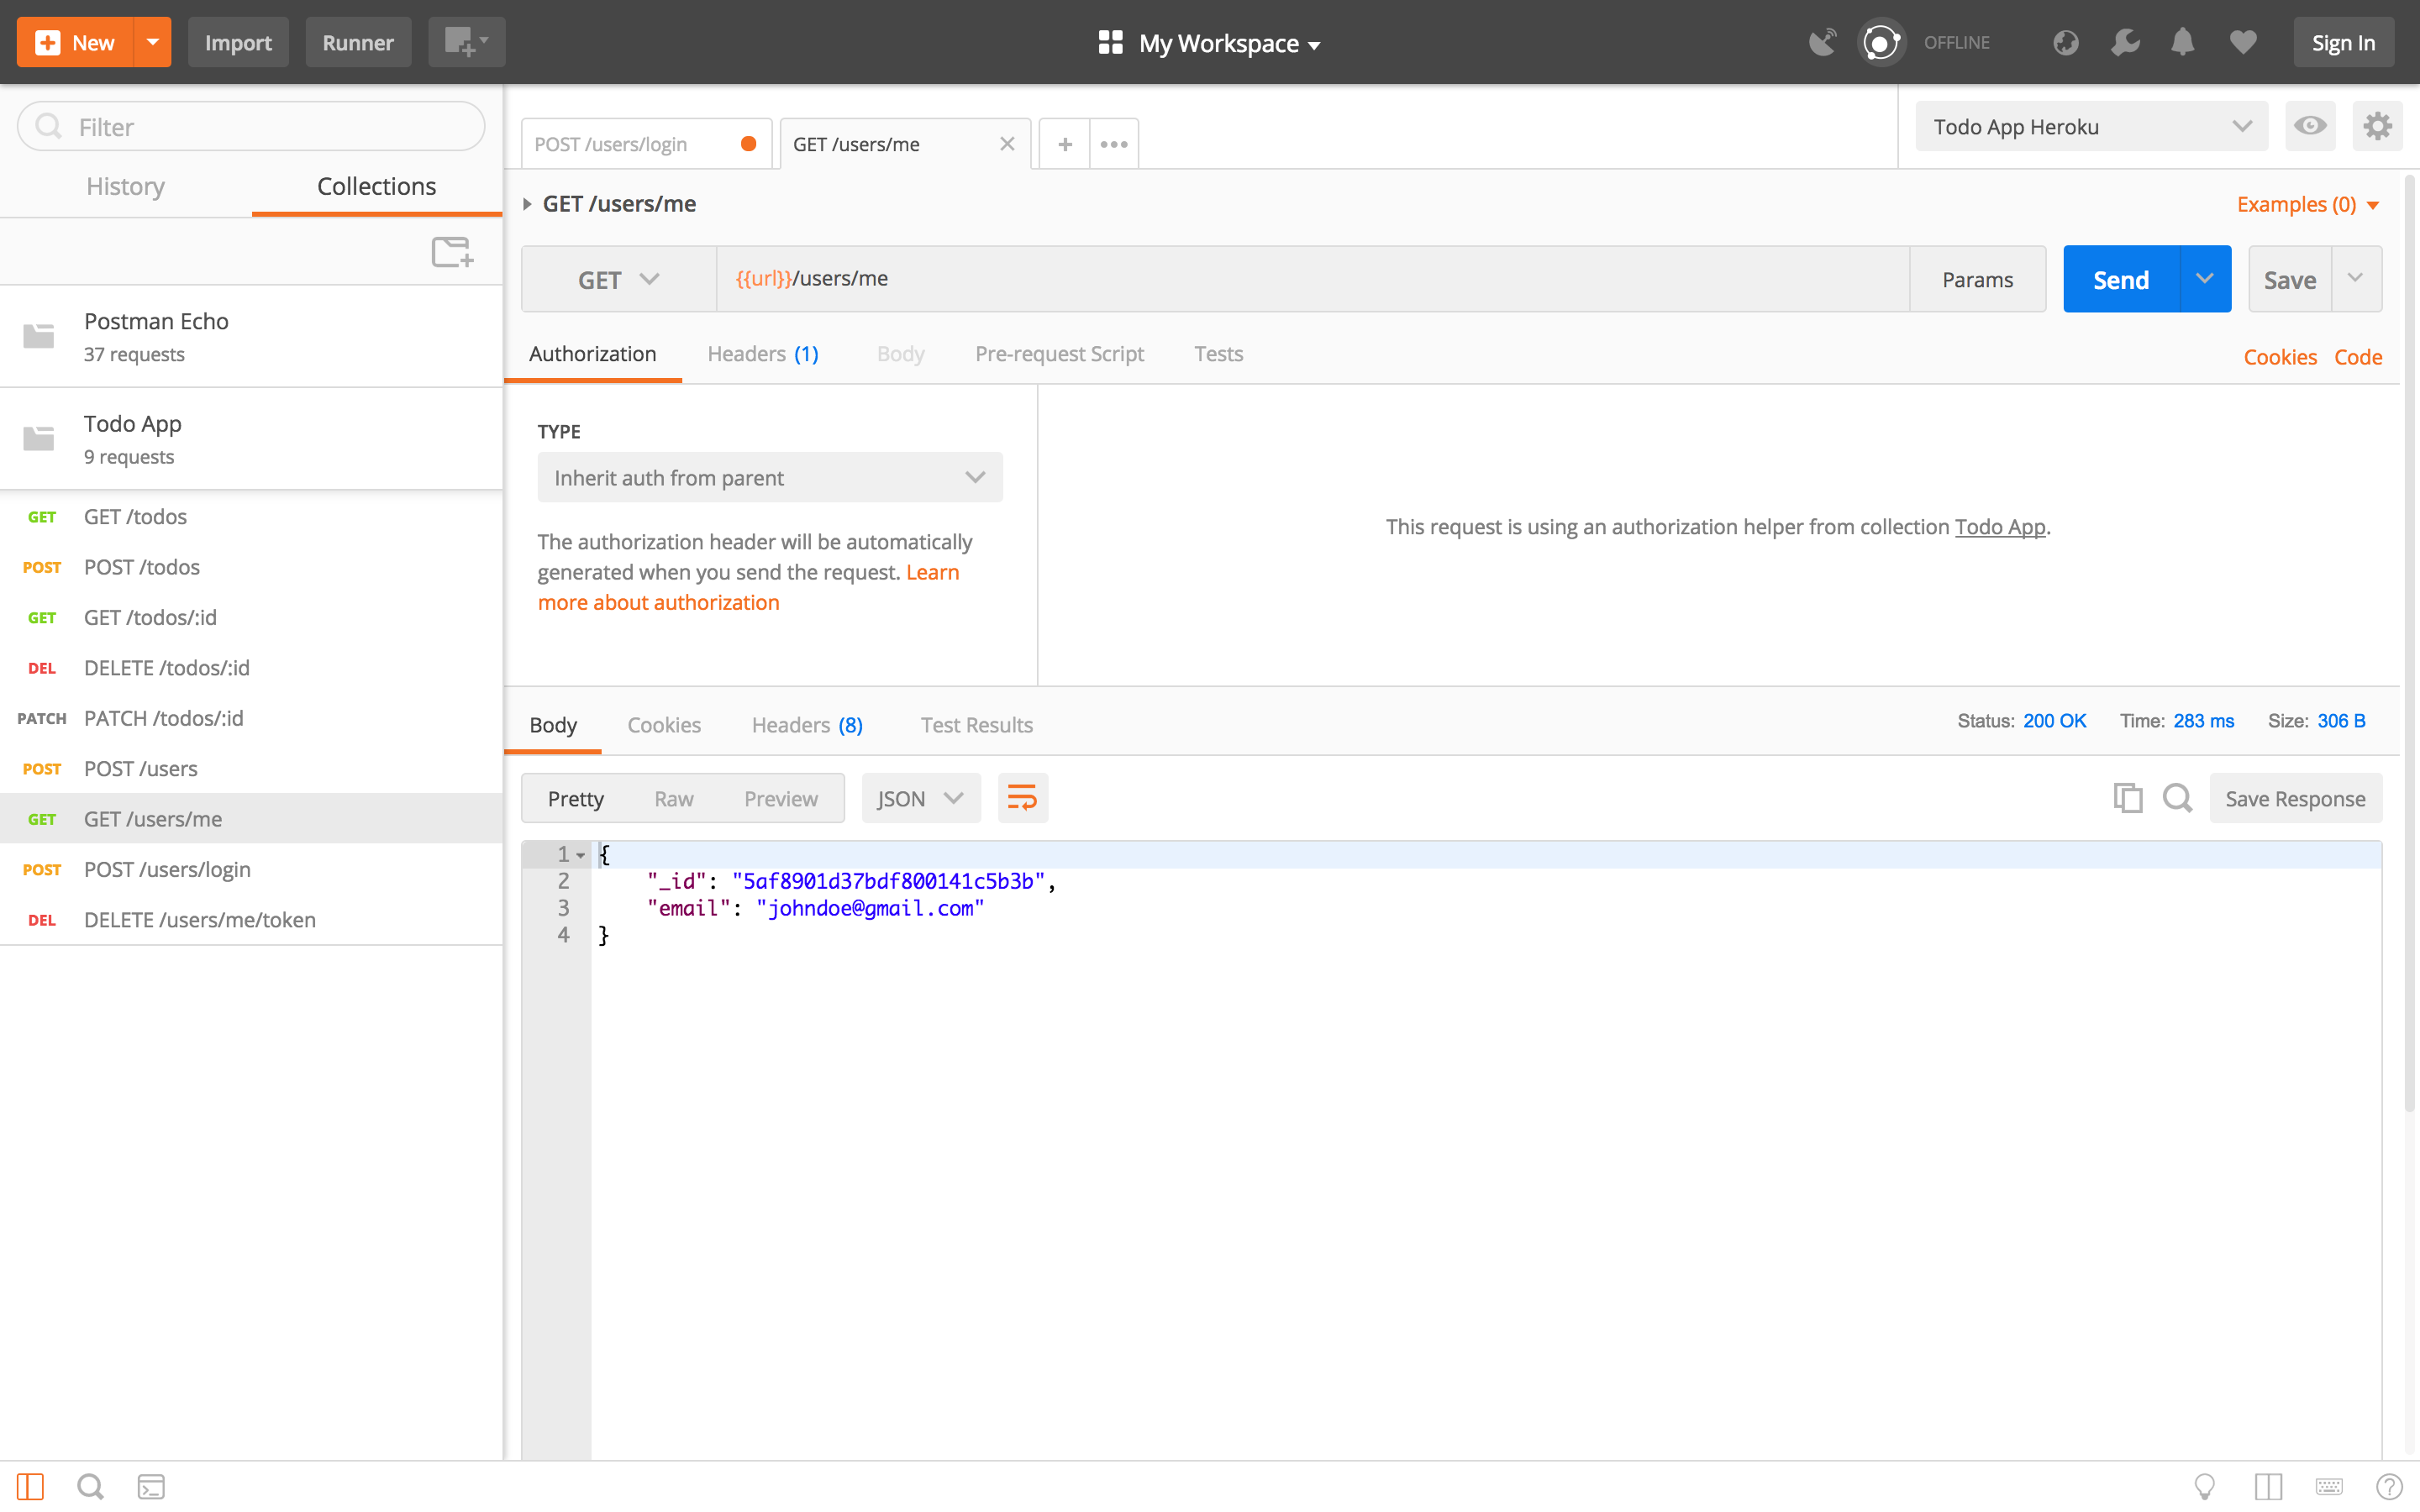 New
Import
Runner
My Workspace
OFFLINE
Sign In
Filter
History
Collections
Postman Echo
37 requests
Todo App
9 requests
GET GET /todos
POST POST /todos
GET GET /todos/:id
DEL DELETE /todos/:id
PATCH PATCH /todos/:id
POST POST /users
GET GET /users/me
POST POST /users/login
DEL DELETE /users/me/token
POST /users/login
GET /users/me
Todo App Heroku
GET /users/me
Examples (0)
GET
{{url}}/users/me
Params
Send
Save
Authorization
Headers (1)
Body
Pre-request Script
Tests
Cookies
Code
TYPE
Inherit auth from parent
The authorization header will be automatically
generated when you send the request. Learn
more about authorization
This request is using an authorization helper from collection Todo App.
Body
Cookies
Headers (8)
Test Results
Status: 200 OK
Time: 283 ms
Size: 306 B
Pretty
Raw
Preview
JSON
Save Response
1 {
2 "_id": "5af8901d37bdf800141c5b3b",
3 "email": "johndoe@gmail.com"
4 }